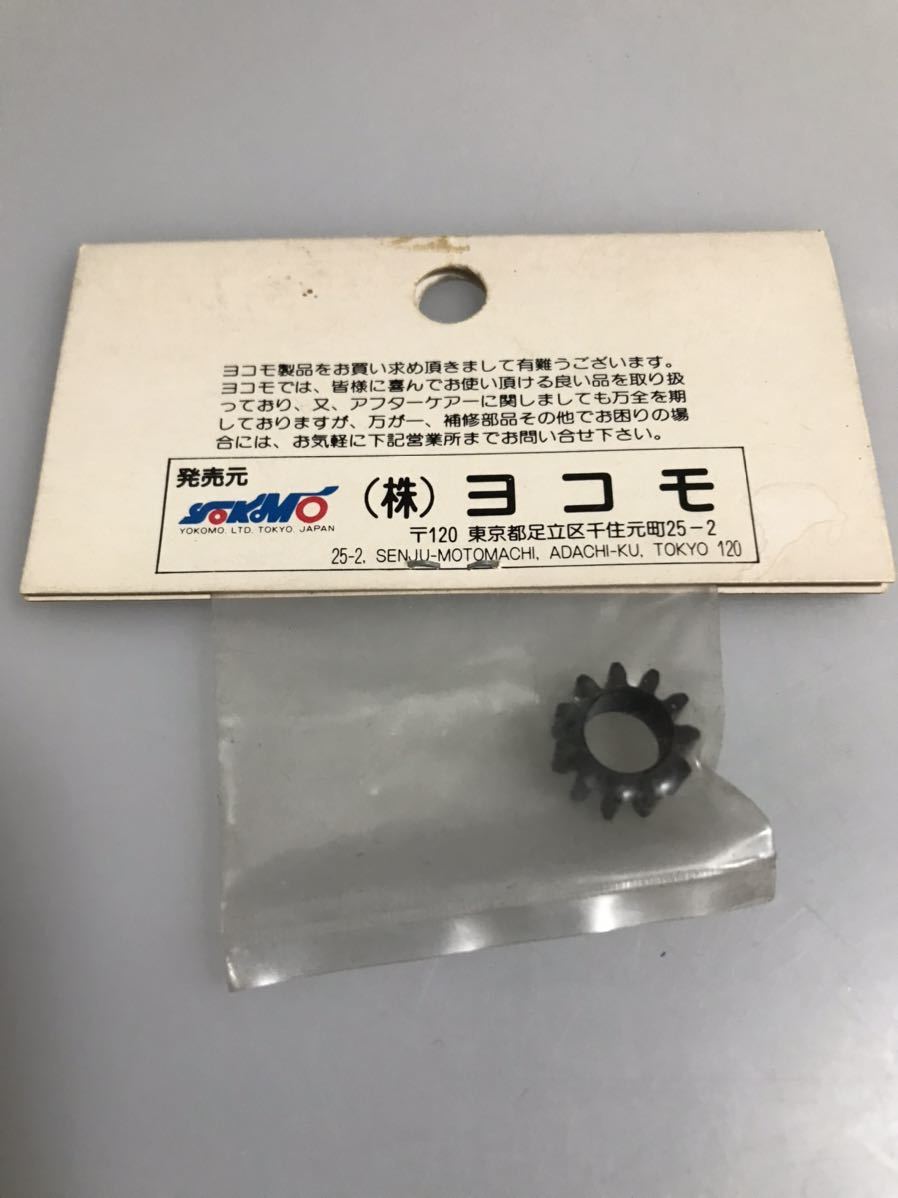 ヨコモ製品をお買い求め頂きまして有難うございます。
ヨコモでは、皆様に喜んでお使い頂ける良い品を取り扱
っており、又、アフターケアーに関しましても万全を期
しておりますが、万が一、補修部品その他でお困りの場
合には、お気軽に下記営業所までお問い合せ下さい。
発売元
YOKOMO
YOKOMO. LTD. TOKYO. JAPAN
(株) ヨコモ
〒120 東京都足立区千住元町25-2
25-2, SENJU-MOTOMACHI, ADACHI-KU, TOKYO 120